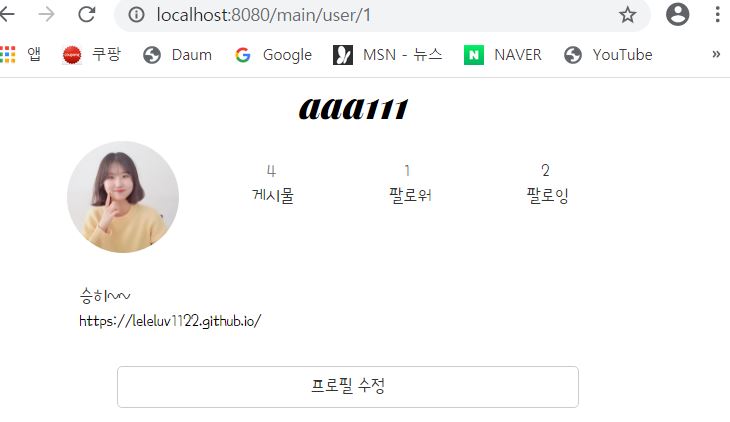 localhost:8080/main/user/1
앱 쿠팡 Daum Google MSN - 뉴스 NAVER YouTube »
aaa111
4 1 2
게시물 팔로워 팔로잉
승히~~
https://leleluv1122.github.io/
프로필 수정